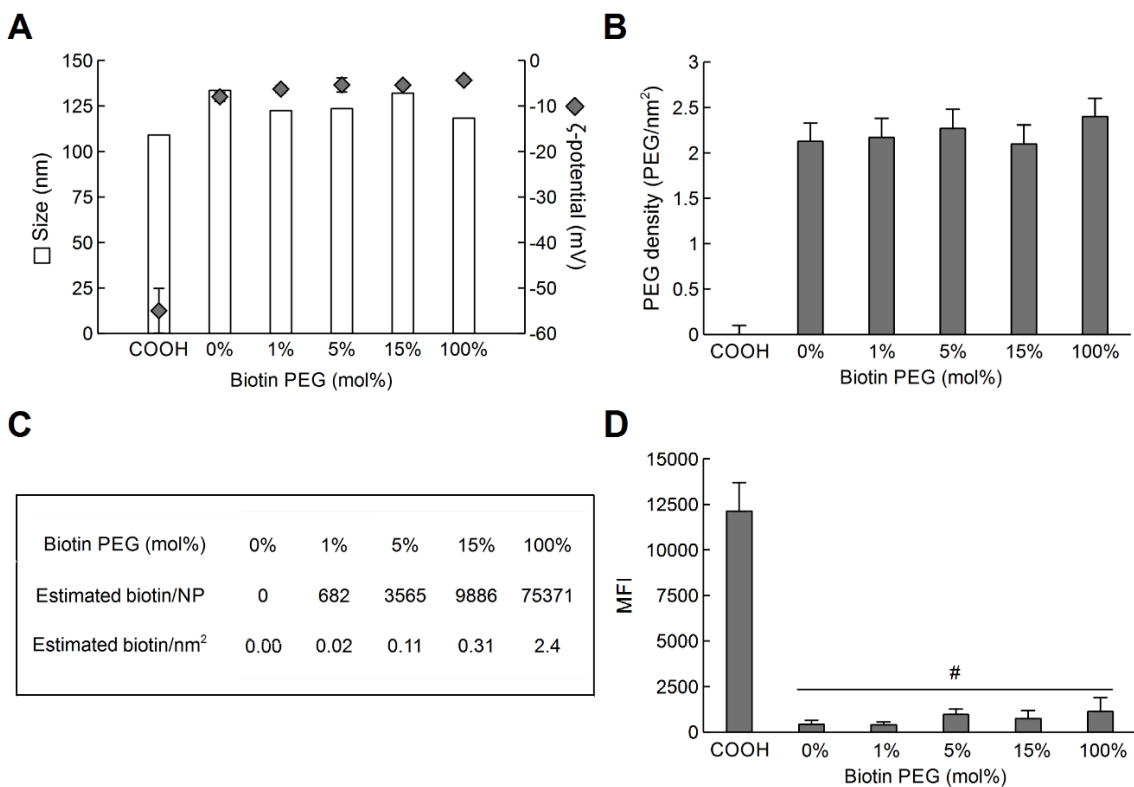 A
150
125
100
75
50
25
0
Size (nm)
-0
-10
-20
-30
-40
-50
-60
ζ-potential (mV)
COOH 0% 1% 5% 15% 100%
Biotin PEG (mol%)
B
3
2.5
2
1.5
1
0.5
0
PEG density (PEG/nm²)
COOH 0% 1% 5% 15% 100%
Biotin PEG (mol%)
C
Biotin PEG (mol%) 0% 1% 5% 15% 100%
Estimated biotin/NP 0 682 3565 9886 75371
Estimated biotin/nm² 0.00 0.02 0.11 0.31 2.4
D
15000
12500
10000
7500
5000
2500
0
MFI
#
COOH 0% 1% 5% 15% 100%
Biotin PEG (mol%)